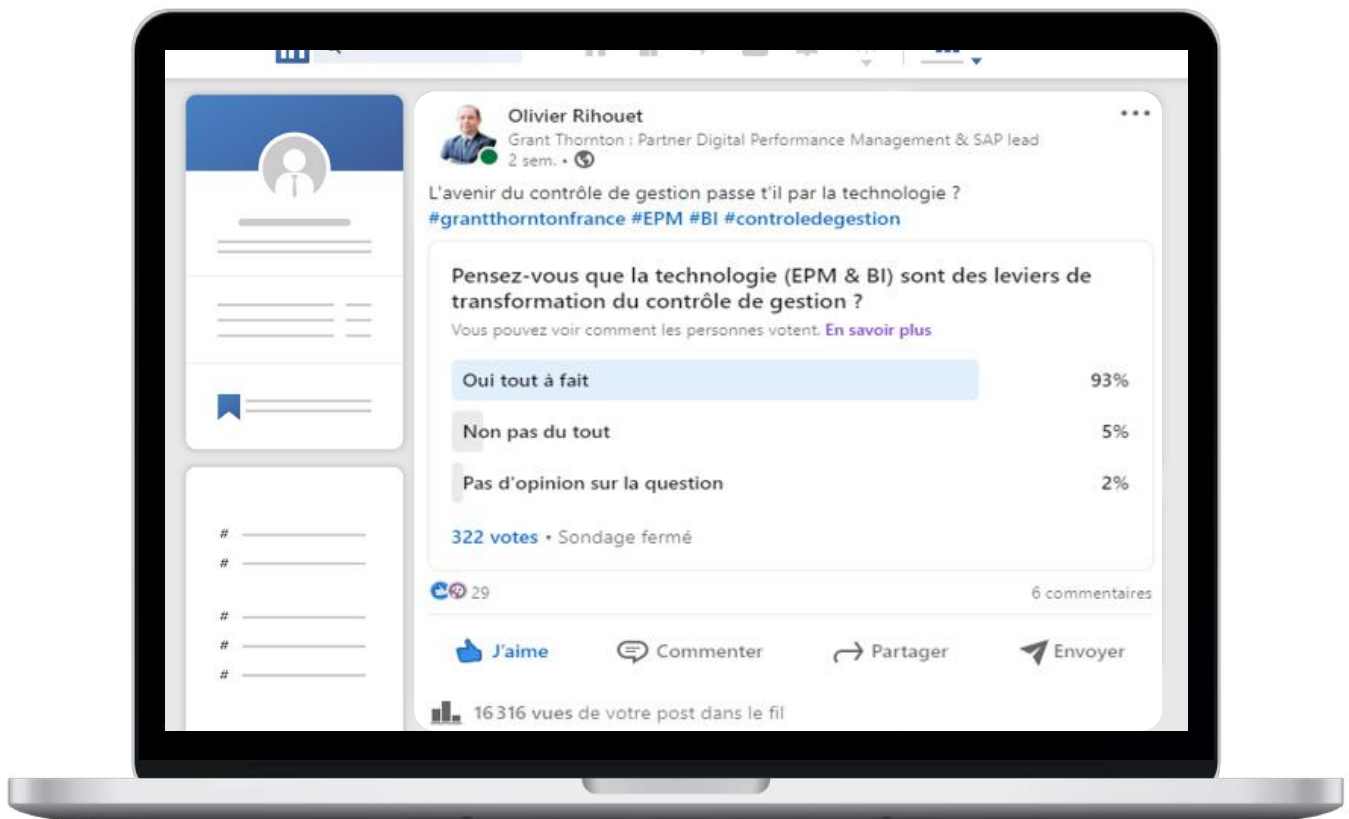 Olivier Rihouet
Grant Thornton : Partner Digital Performance Management & SAP lead
2 sem. •
L'avenir du contrôle de gestion passe t'il par la technologie ?
#grantthorntonfrance #EPM #BI #controledegestion
Pensez-vous que la technologie (EPM & BI) sont des leviers de
transformation du contrôle de gestion ?
Vous pouvez voir comment les personnes votent. En savoir plus
Oui tout à fait 93%
Non pas du tout 5%
Pas d'opinion sur la question 2%
322 votes • Sondage fermé
29 6 commentaires
J'aime Commenter Partager Envoyer
16 316 vues de votre post dans le fil
#
#
#
#
#